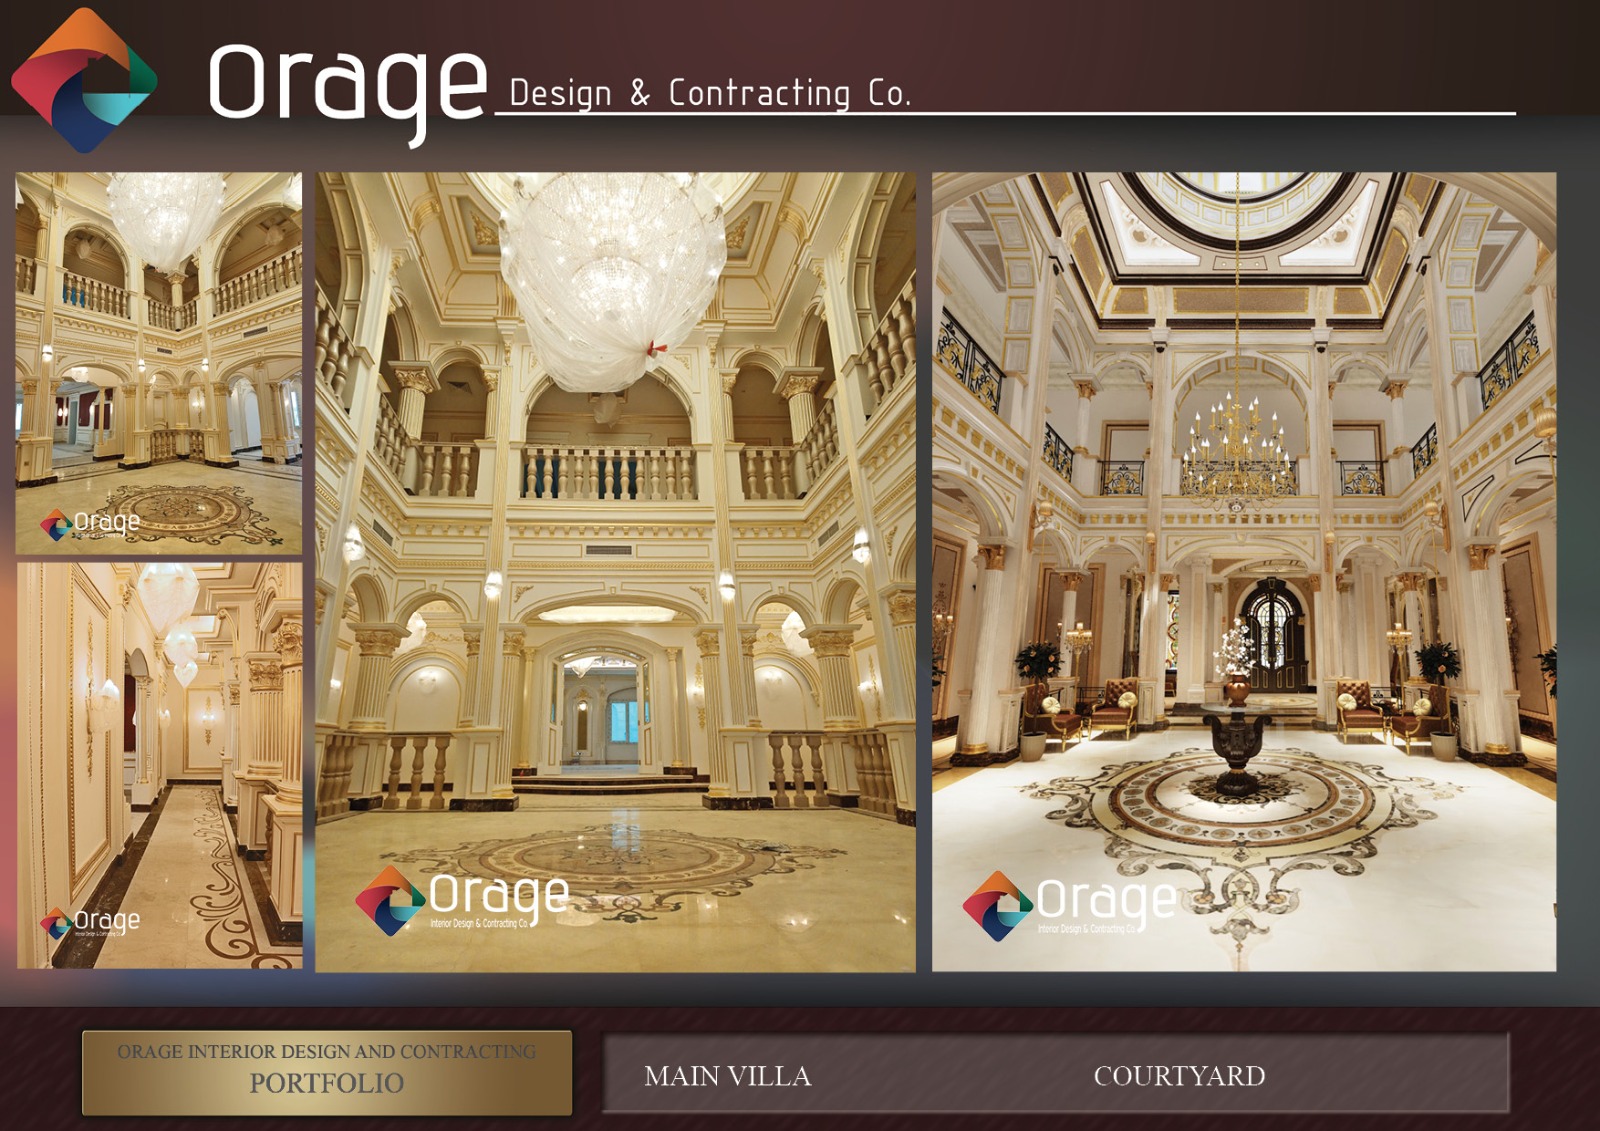 Orage Design & Contracting Co.
Orage
Orage
Orage
Interior Design & Contracting Co.
Orage
Interior Design & Contracting Co.
ORAGE INTERIOR DESIGN AND CONTRACTING
PORTFOLIO
MAIN VILLA
COURTYARD